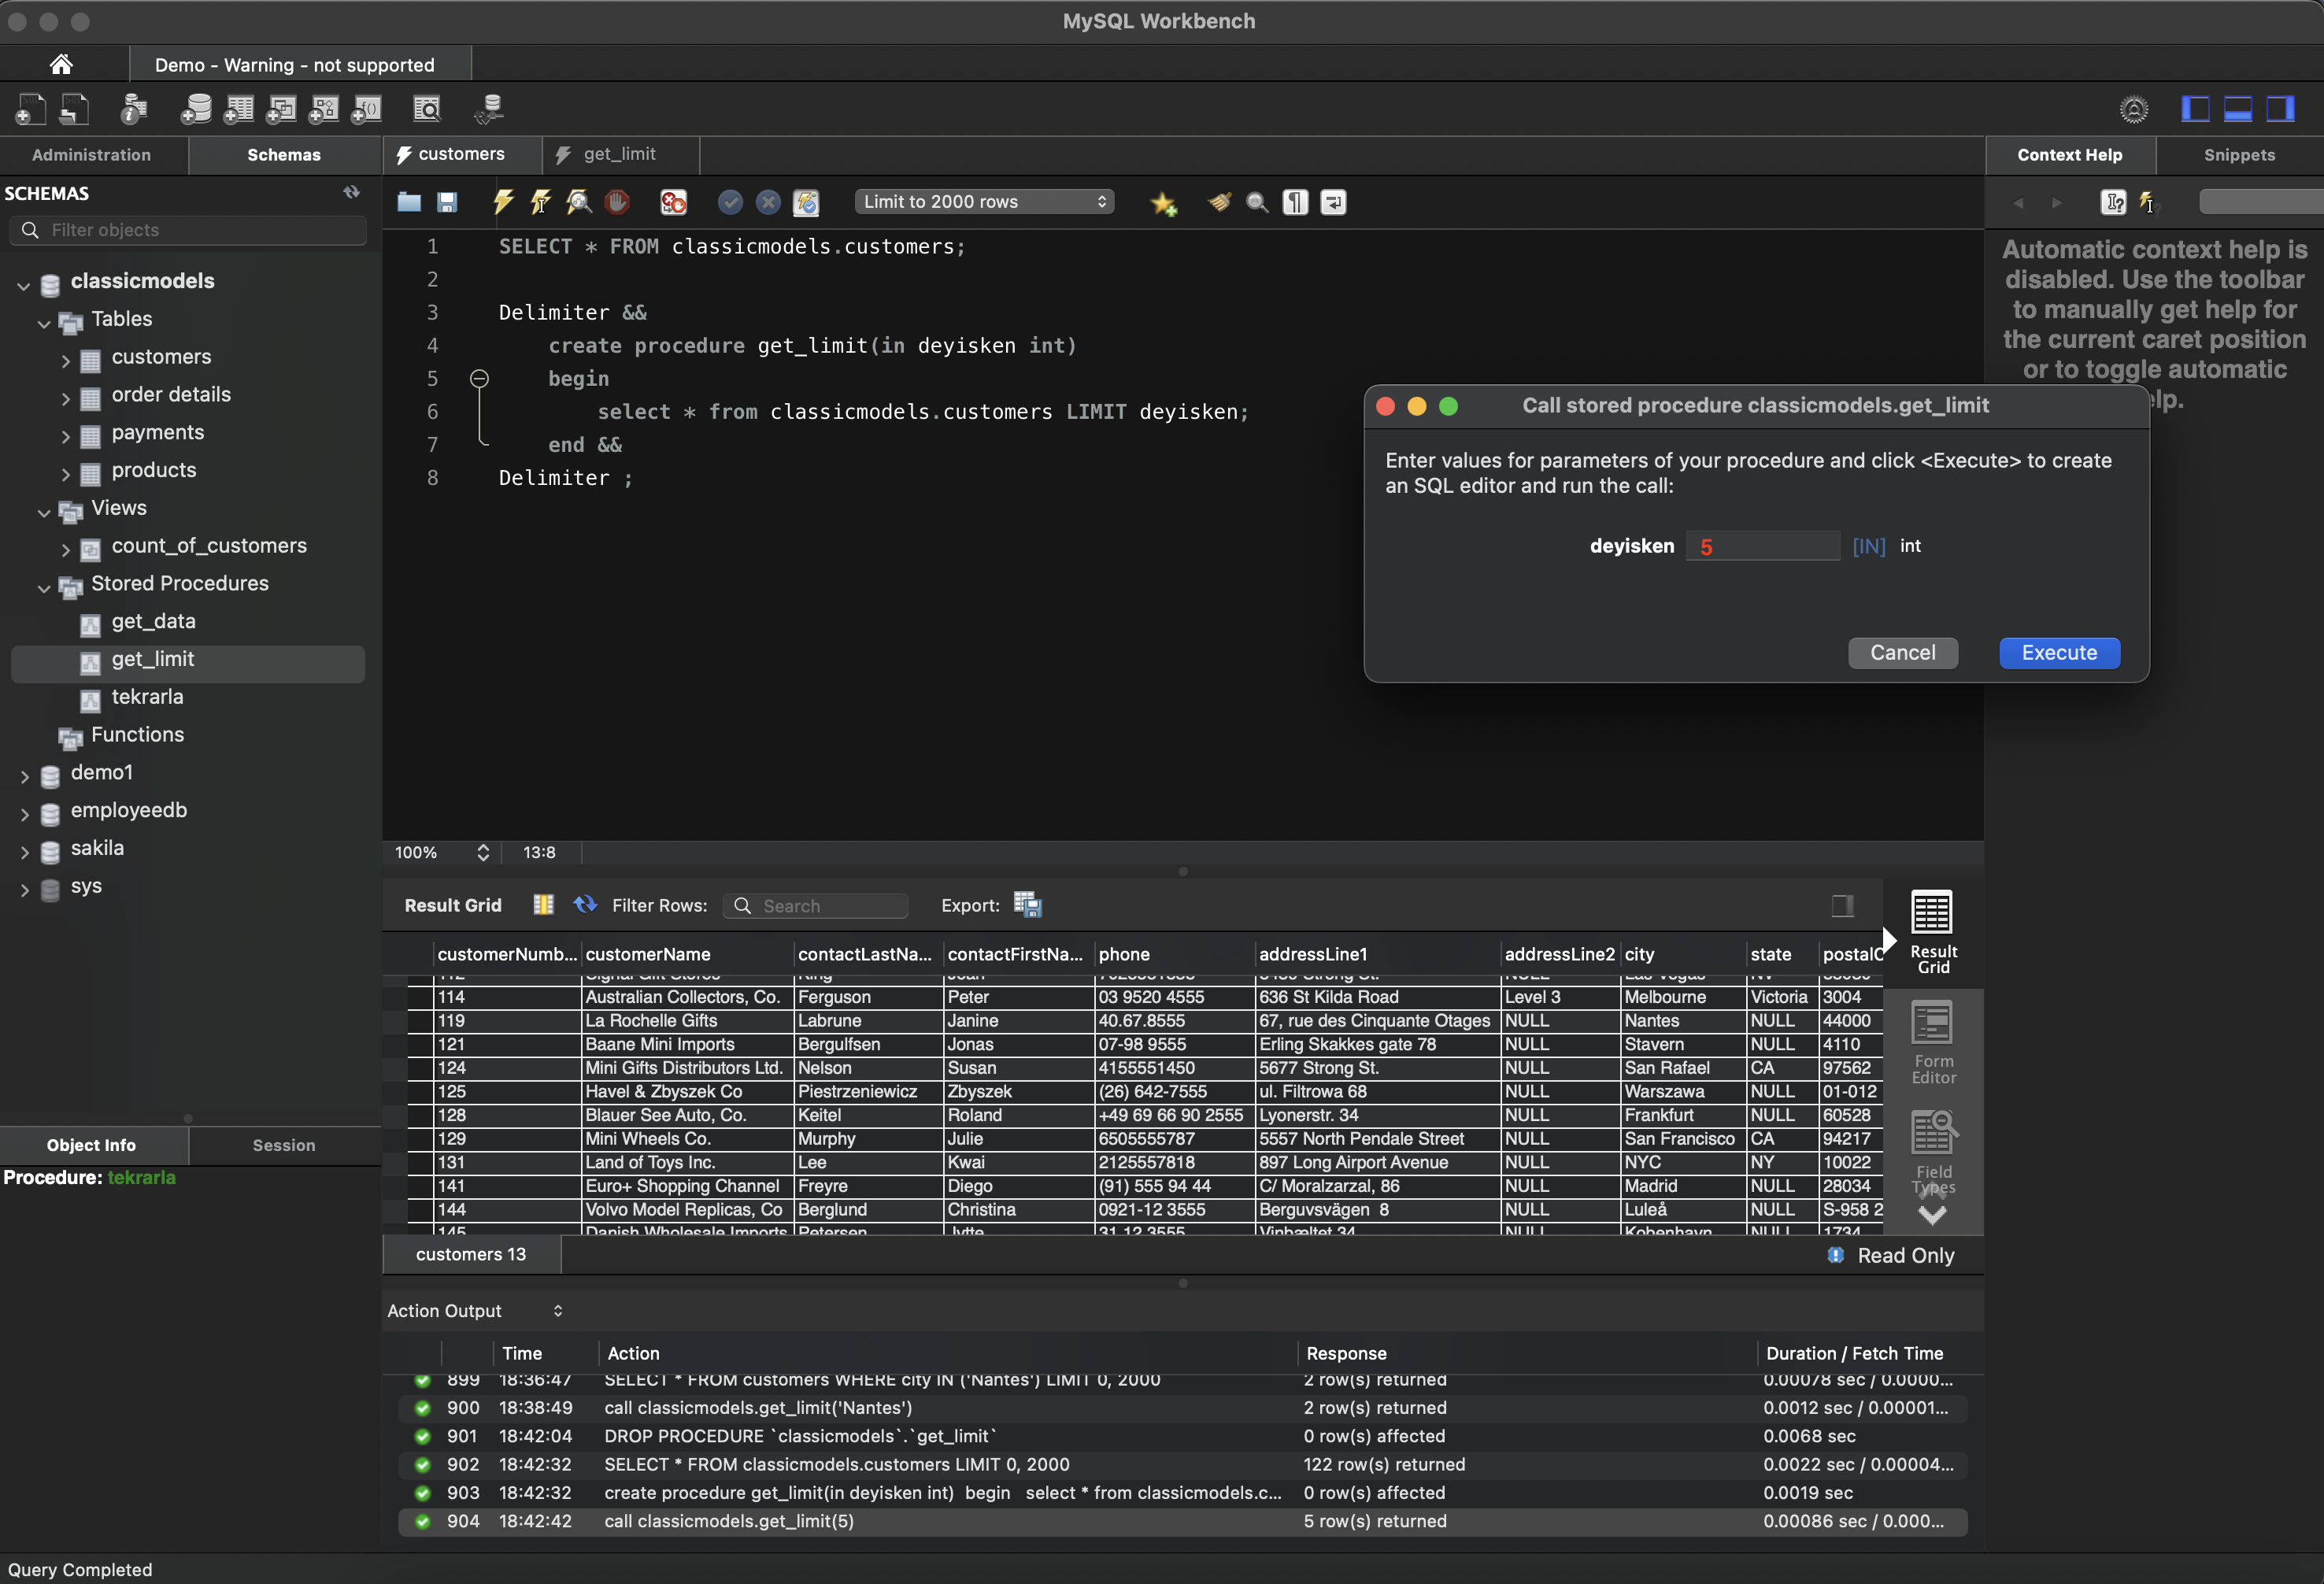 MySQL Workbench
Demo - Warning - not supported
Administration
Schemas
customers
get_limit
Context Help
Snippets
SCHEMAS
Filter objects
Limit to 2000 rows
classicmodels
Tables
customers
order details
payments
products
Views
count_of_customers
Stored Procedures
get_data
get_limit
tekrarla
Functions
demo1
employeedb
sakila
sys
1 SELECT * FROM classicmodels.customers;
2
3 Delimiter &&
4 create procedure get_limit(in deyisken int)
5 begin
6 select * from classicmodels.customers LIMIT deyisken;
7 end &&
8 Delimiter ;
Automatic context help is
disabled. Use the toolbar
to manually get help for
the current caret position
or to toggle automatic
elp.
Call stored procedure classicmodels.get_limit
Enter values for parameters of your procedure and click <Execute> to create
an SQL editor and run the call:
deyisken 5 [IN] int
Cancel
Execute
100% 13:8
Result Grid Filter Rows: Search Export:
customerNumb... customerName contactLastNa... contactFirstNa... phone addressLine1 addressLine2 city state postalC
114 Australian Collectors, Co. Ferguson Peter 03 9520 4555 636 St Kilda Road Level 3 Melbourne Victoria 3004
119 La Rochelle Gifts Labrune Janine 40.67.8555 67, rue des Cinquante Otages NULL Nantes NULL 44000
121 Baane Mini Imports Bergulfsen Jonas 07-98 9555 Erling Skakkes gate 78 NULL Stavern NULL 4110
124 Mini Gifts Distributors Ltd. Nelson Susan 4155551450 5677 Strong St. NULL San Rafael CA 97562
125 Havel & Zbyszek Co Piestrzeniewicz Zbyszek (26) 642-7555 ul. Filtrowa 68 NULL Warszawa NULL 01-012
128 Blauer See Auto, Co. Keitel Roland +49 69 66 90 2555 Lyonerstr. 34 NULL Frankfurt NULL 60528
129 Mini Wheels Co. Murphy Julie 6505555787 5557 North Pendale Street NULL San Francisco CA 94217
131 Land of Toys Inc. Lee Kwai 2125557818 897 Long Airport Avenue NULL NYC NY 10022
141 Euro+ Shopping Channel Freyre Diego (91) 555 94 44 C/ Moralzarzal, 86 NULL Madrid NULL 28034
144 Volvo Model Replicas, Co Berglund Christina 0921-12 3555 Berguvsvägen  8 NULL Luleå NULL S-958 2
145 Danish Wholesale Imports Petersen Jytte 31 12 3555 Vinbæltet 34 NULL Kobenhavn NULL 1734
Result
Grid
Form
Editor
Field
Types
customers 13
Read Only
Object Info
Session
Procedure: tekrarla
Action Output
Time Action Response Duration / Fetch Time
899 18:36:47 SELECT * FROM customers WHERE city IN ('Nantes') LIMIT 0, 2000 2 row(s) returned 0.00078 sec / 0.0000...
900 18:38:49 call classicmodels.get_limit('Nantes') 2 row(s) returned 0.0012 sec / 0.00001...
901 18:42:04 DROP PROCEDURE `classicmodels`.`get_limit` 0 row(s) affected 0.0068 sec
902 18:42:32 SELECT * FROM classicmodels.customers LIMIT 0, 2000 122 row(s) returned 0.0022 sec / 0.00004...
903 18:42:32 create procedure get_limit(in deyisken int)  begin   select * from classicmodels.c... 0 row(s) affected 0.0019 sec
904 18:42:42 call classicmodels.get_limit(5) 5 row(s) returned 0.00086 sec / 0.000...
Query Completed